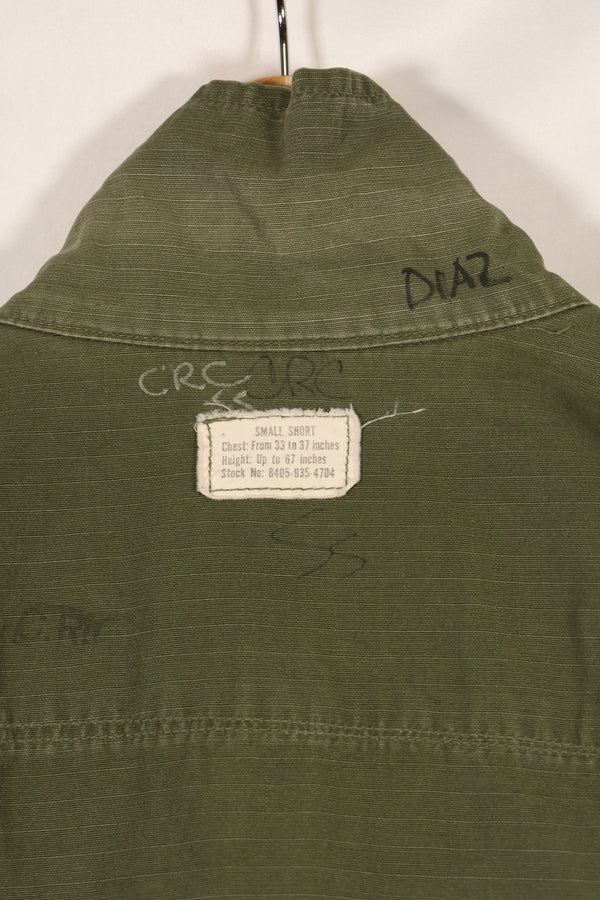 DIAZ
CRC CRC
SS
SMALL SHORT
Chest: From 33 to 37 inches
Height: Up to 67 inches
Stock No: 8405-935-4704
SS